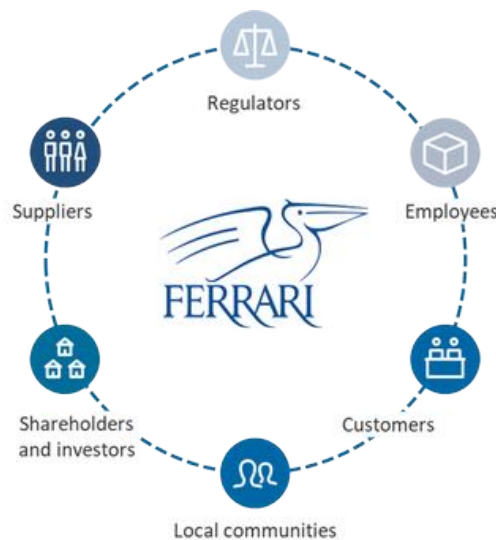 Regulators
Suppliers
Employees
FERRARI
Shareholders
and investors
Customers
Local communities